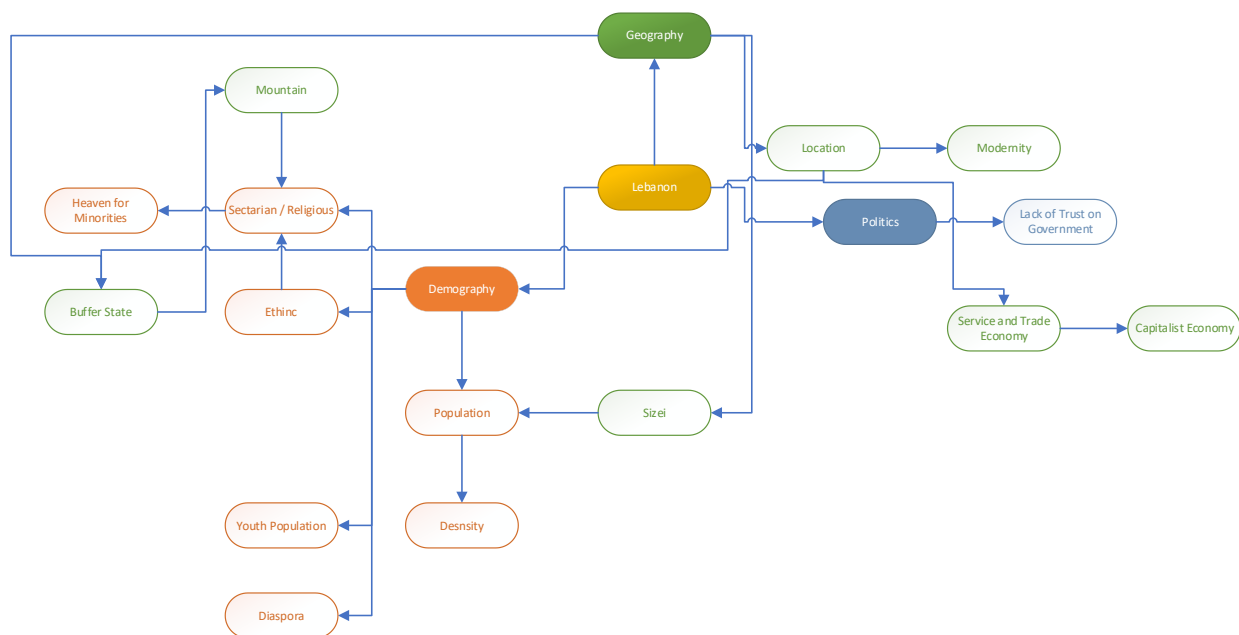 Geography
Mountain
Location
Modernity
Lebanon
Heaven for
Minorities
Sectarian / Religious
Politics
Lack of Trust on
Government
Demography
Buffer State
Ethinc
Service and Trade
Economy
Capitalist Economy
Population
Sizei
Youth Population
Desnsity
Diaspora